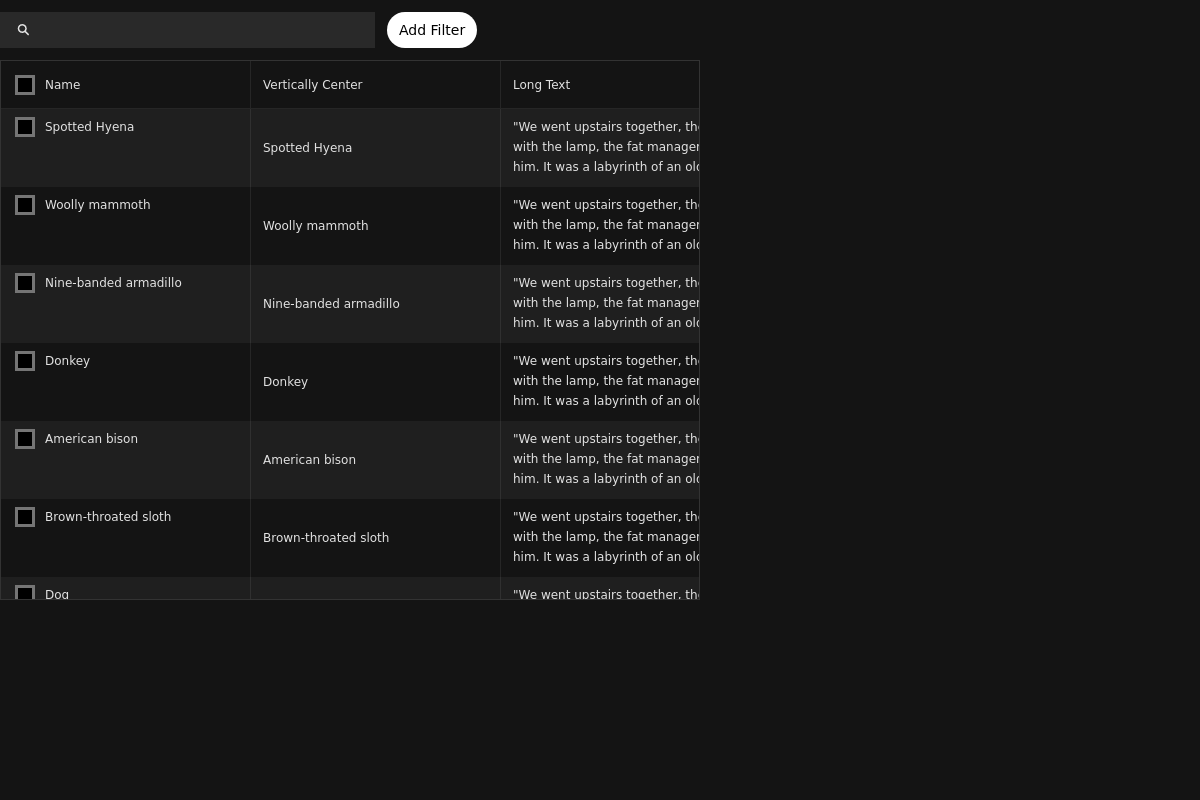 Add Filter
Name Vertically Center Long Text
Spotted Hyena
Spotted Hyena
"We went upstairs together, the
with the lamp, the fat manager
him. It was a labyrinth of an old
Woolly mammoth
Woolly mammoth
"We went upstairs together, the
with the lamp, the fat manager
him. It was a labyrinth of an old
Nine-banded armadillo
Nine-banded armadillo
"We went upstairs together, the
with the lamp, the fat manager
him. It was a labyrinth of an old
Donkey
Donkey
"We went upstairs together, the
with the lamp, the fat manager
him. It was a labyrinth of an old
American bison
American bison
"We went upstairs together, the
with the lamp, the fat manager
him. It was a labyrinth of an old
Brown-throated sloth
Brown-throated sloth
"We went upstairs together, the
with the lamp, the fat manager
him. It was a labyrinth of an old
Dog
"We went upstairs together, the